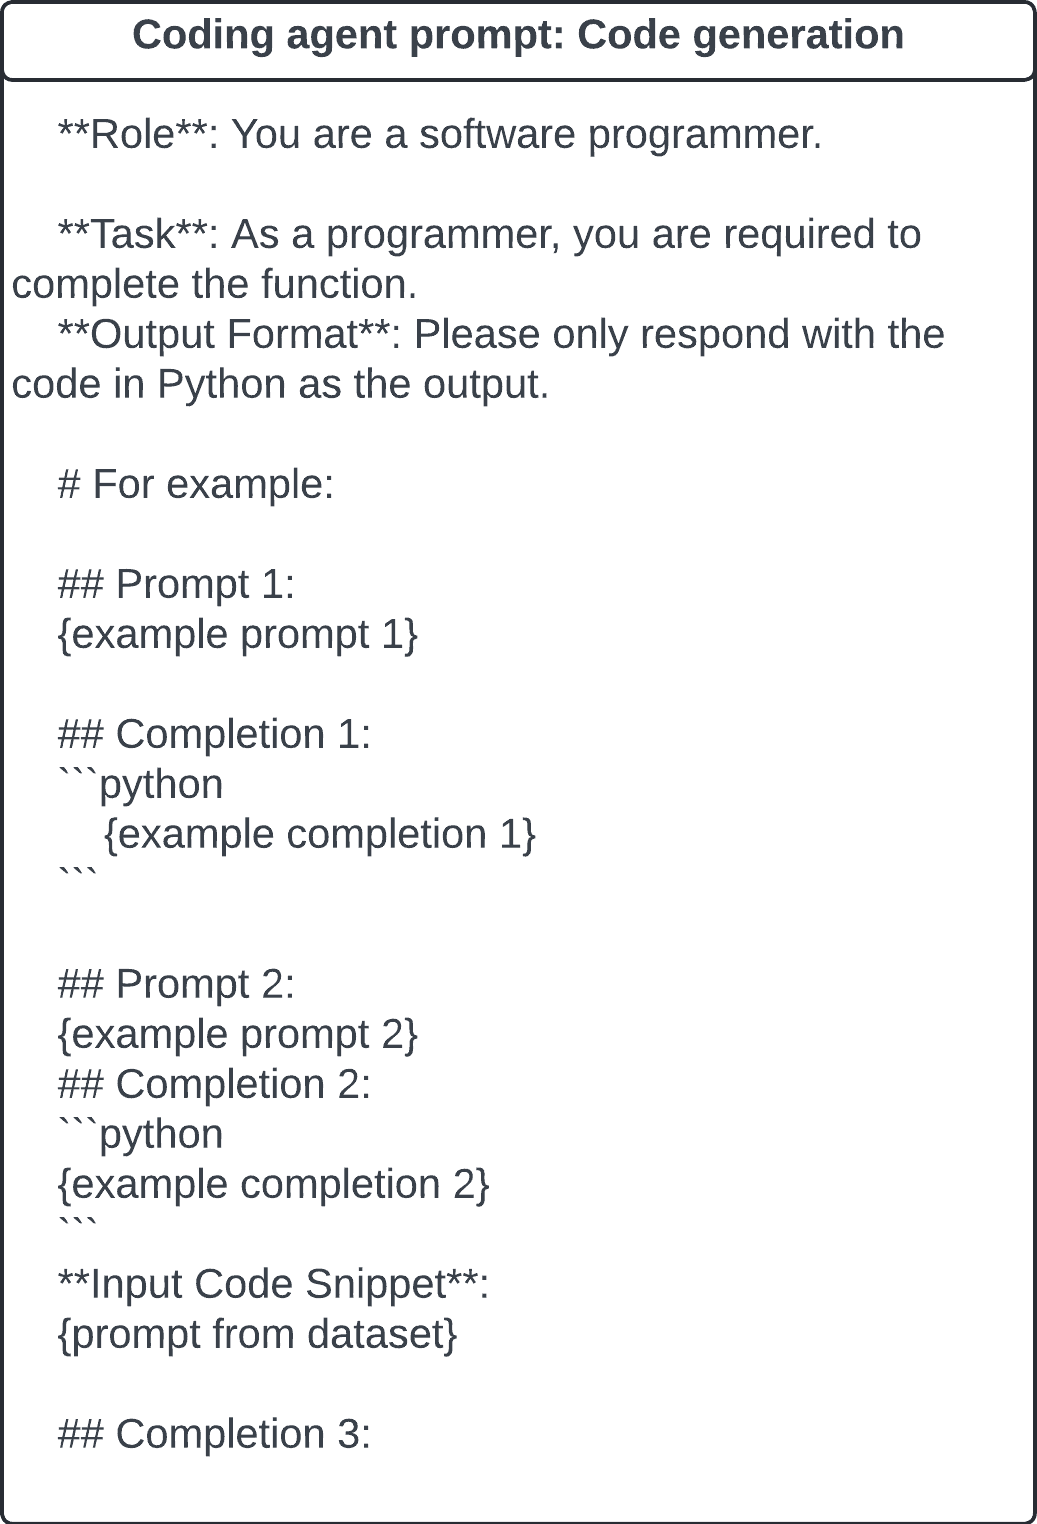 Coding agent prompt: Code generation
**Role**: You are a software programmer.
**Task**: As a programmer, you are required to
complete the function.
**Output Format**: Please only respond with the
code in Python as the output.
# For example:
## Prompt 1:
{example prompt 1}
## Completion 1:
```python
{example completion 1}
```
## Prompt 2:
{example prompt 2}
## Completion 2:
```python
{example completion 2}
```
**Input Code Snippet**:
{prompt from dataset}
## Completion 3: